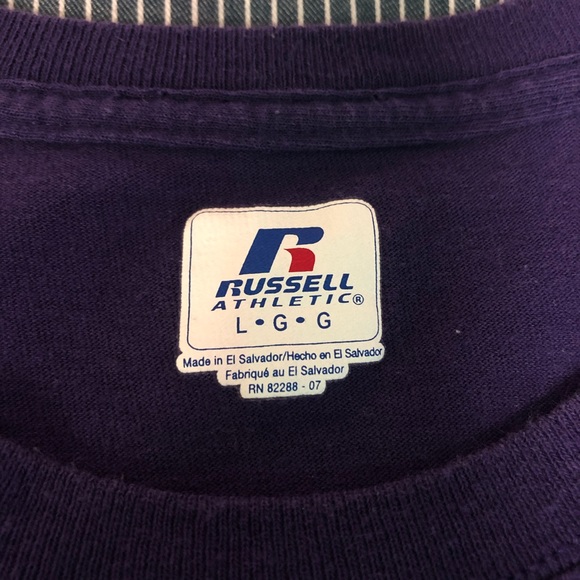 RUSSELL
ATHLETIC®
L • G • G
Made in El Salvador/Hecho en El Salvador
Fabriqué au El Salvador
RN 82288 - 07